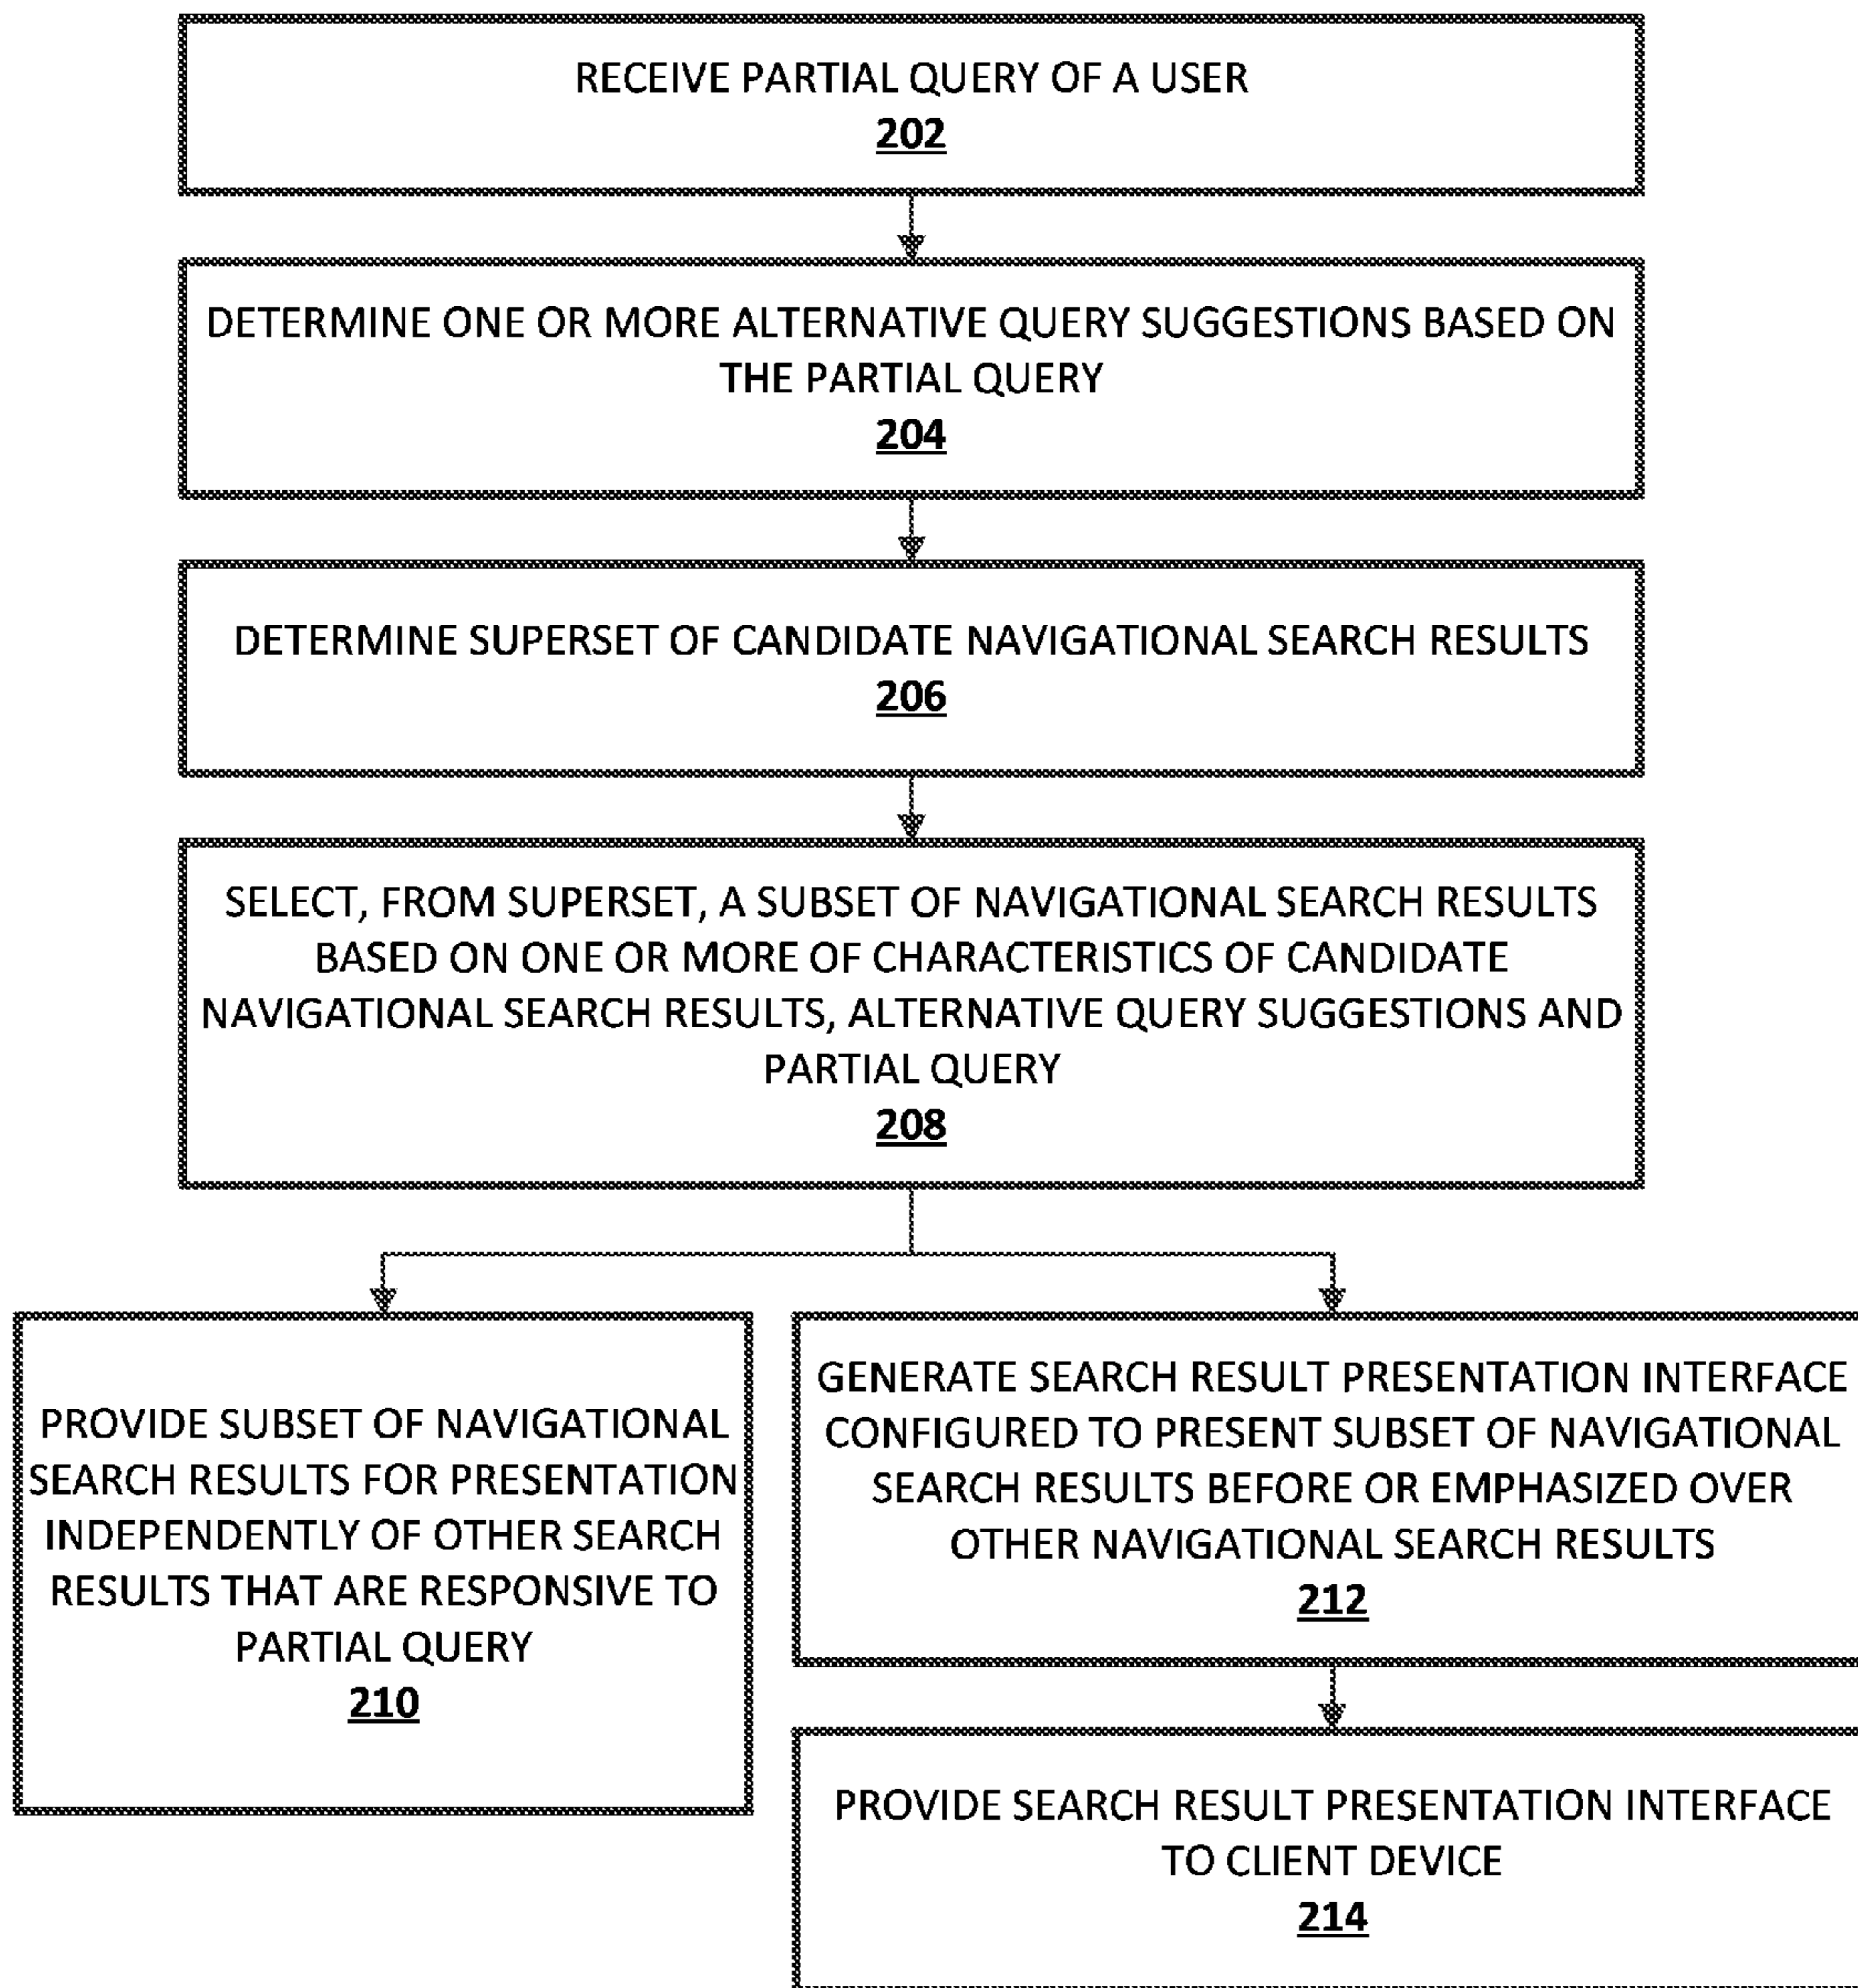 RECEIVE PARTIAL QUERY OF A USER
202
DETERMINE ONE OR MORE ALTERNATIVE QUERY SUGGESTIONS BASED ON
THE PARTIAL QUERY
204
DETERMINE SUPERSET OF CANDIDATE NAVIGATIONAL SEARCH RESULTS
206
SELECT, FROM SUPERSET, A SUBSET OF NAVIGATIONAL SEARCH RESULTS
BASED ON ONE OR MORE OF CHARACTERISTICS OF CANDIDATE
NAVIGATIONAL SEARCH RESULTS, ALTERNATIVE QUERY SUGGESTIONS AND
PARTIAL QUERY
208
PROVIDE SUBSET OF NAVIGATIONAL
SEARCH RESULTS FOR PRESENTATION
INDEPENDENTLY OF OTHER SEARCH
RESULTS THAT ARE RESPONSIVE TO
PARTIAL QUERY
210
GENERATE SEARCH RESULT PRESENTATION INTERFACE
CONFIGURED TO PRESENT SUBSET OF NAVIGATIONAL
SEARCH RESULTS BEFORE OR EMPHASIZED OVER
OTHER NAVIGATIONAL SEARCH RESULTS
212
PROVIDE SEARCH RESULT PRESENTATION INTERFACE
TO CLIENT DEVICE
214